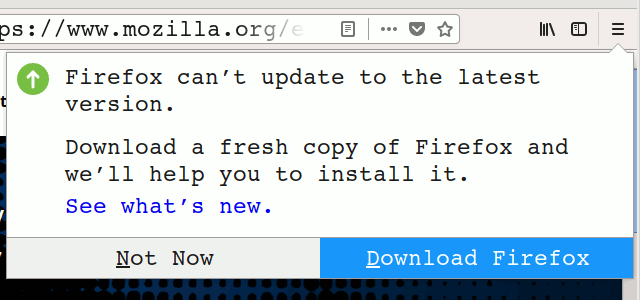 ps://www.mozilla.org/e
Firefox can’t update to the latest
version.
Download a fresh copy of Firefox and
we’ll help you to install it.
See what’s new.
Not Now
Download Firefox